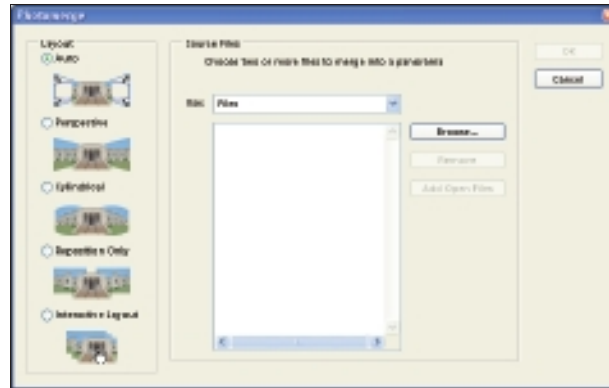 Photomerge
Layout
Auto
Perspective
Cylindrical
Reposition Only
Interactive Layout
Source Files
Choose two or more files to merge into a panorama
Use: Files
Browse...
Remove
Add Open Files
OK
Cancel